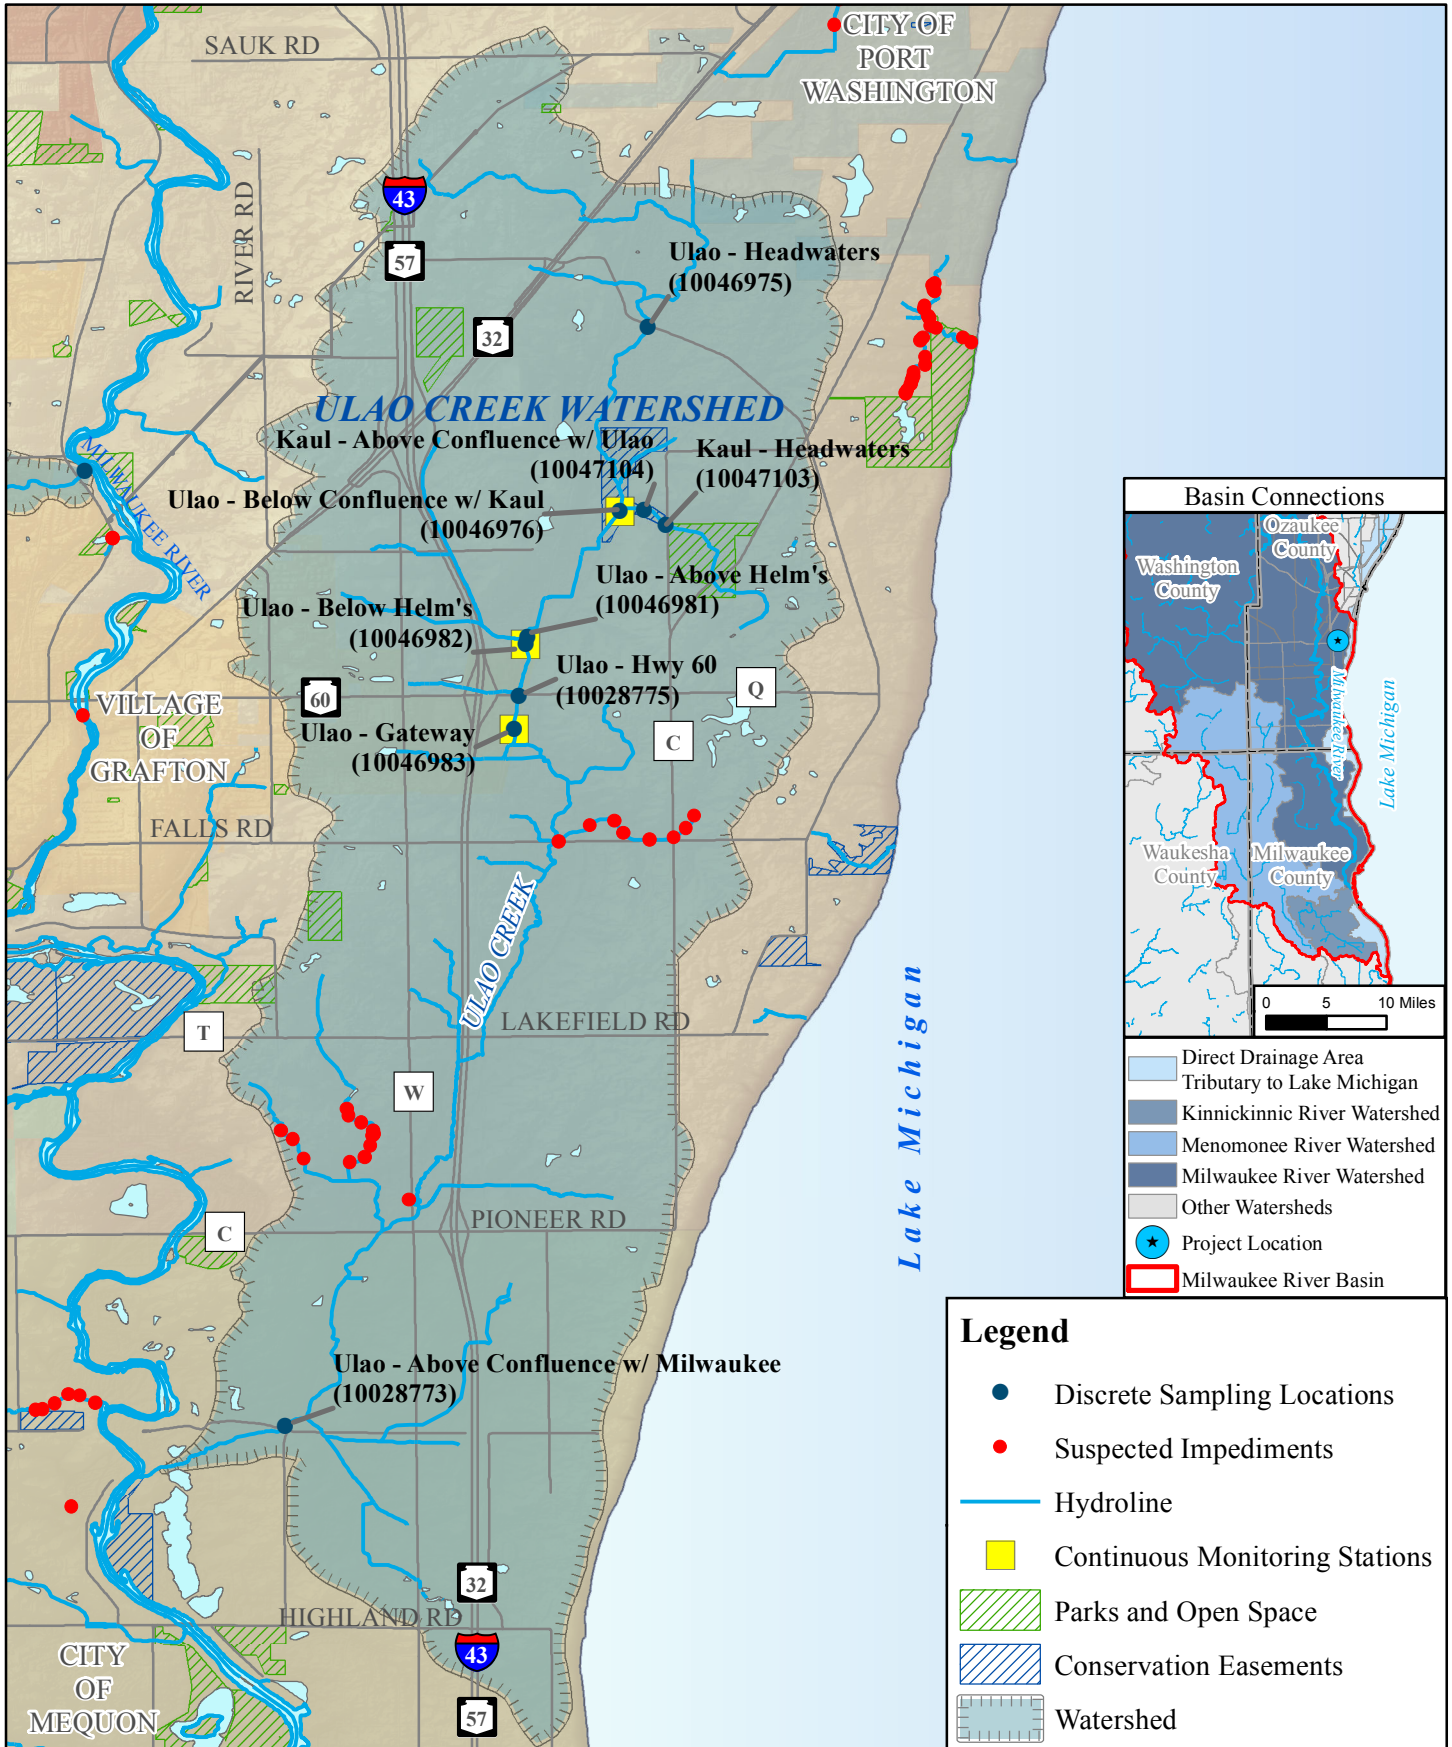 SAUK RD
CITY OF
PORT
WASHINGTON
RIVER RD
43
57
32
Ulao - Headwaters
(10046975)
ULAO CREEK WATERSHED
Kaul - Above Confluence w/ Ulao
(10047104)
Kaul - Headwaters
(10047103)
Ulao - Below Confluence w/ Kaul
(10046976)
MILWAUKEE RIVER
Ulao - Above Helm's
(10046981)
Ulao - Below Helm's
(10046982)
Ulao - Hwy 60
(10028775)
60
Q
C
VILLAGE
OF
GRAFTON
Ulao - Gateway
(10046983)
FALLS RD
ULAO CREEK
LAKEFIELD RD
T
W
Lake Michigan
PIONEER RD
C
Ulao - Above Confluence w/ Milwaukee
(10028773)
32
HIGHLAND RD
43
57
CITY
OF
MEQUON
Basin Connections
Ozaukee
County
Washington
County
Milwaukee River
Lake Michigan
Waukesha
County
Milwaukee
County
0 5 10 Miles
Direct Drainage Area
Tributary to Lake Michigan
Kinnickinnic River Watershed
Menomonee River Watershed
Milwaukee River Watershed
Other Watersheds
Project Location
Milwaukee River Basin
Legend
Discrete Sampling Locations
Suspected Impediments
Hydroline
Continuous Monitoring Stations
Parks and Open Space
Conservation Easements
Watershed